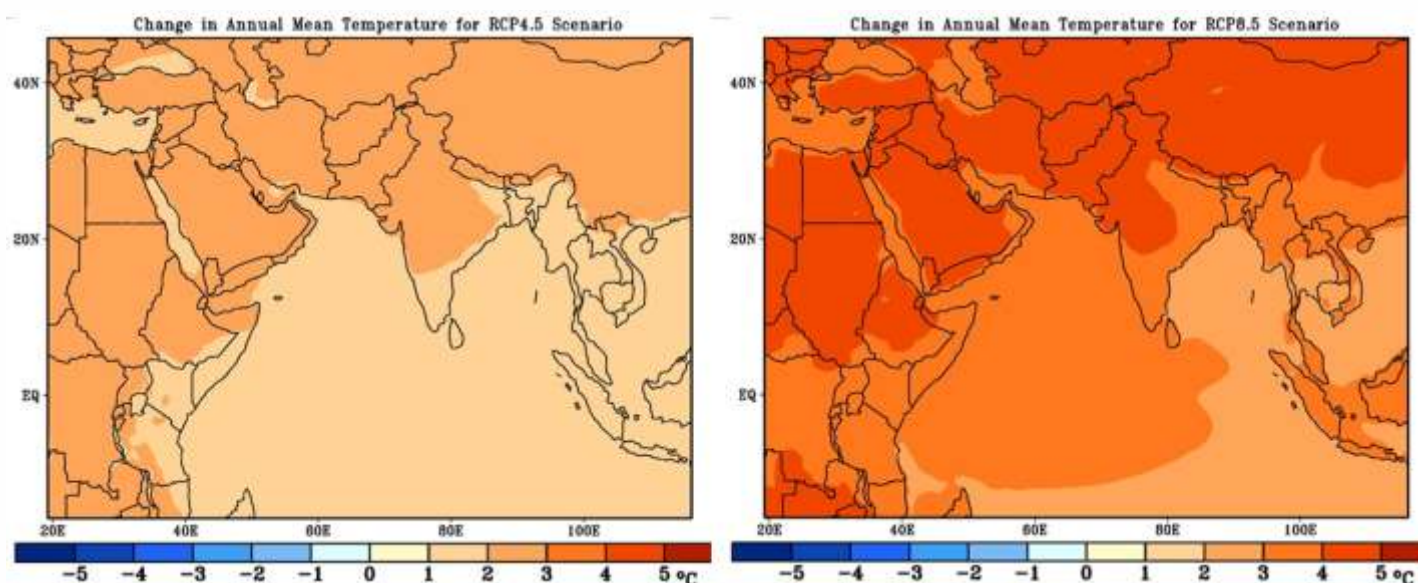 Change in Annual Mean Temperature for RCP4.5 Scenario
40N
20N
EQ
20E 40E 60E 80E 100E
-5 -4 -3 -2 -1 0 1 2 3 4 5 °C
Change in Annual Mean Temperature for RCP8.5 Scenario
40N
20N
EQ
20E 40E 60E 80E 100E
-5 -4 -3 -2 -1 0 1 2 3 4 5 °C